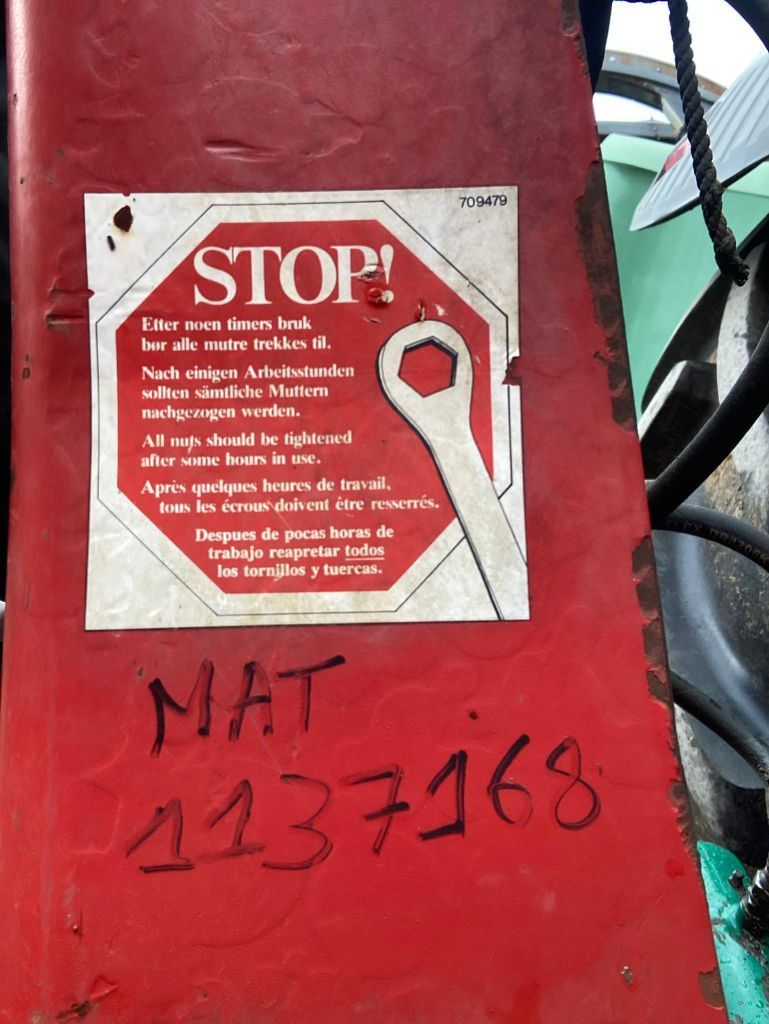 709479
STOP!
Etter noen timers bruk
bør alle mutre trekkes til.
Nach einigen Arbeitsstunden
sollten sämtliche Muttern
nachgezogen werden.
All nuts should be tightened
after some hours in use.
Après quelques heures de travail,
tous les écrous doivent être resserrés.
Despues de pocas horas de
trabajo reapretar todos
los tornillos y tuercas.
MAT
1137168